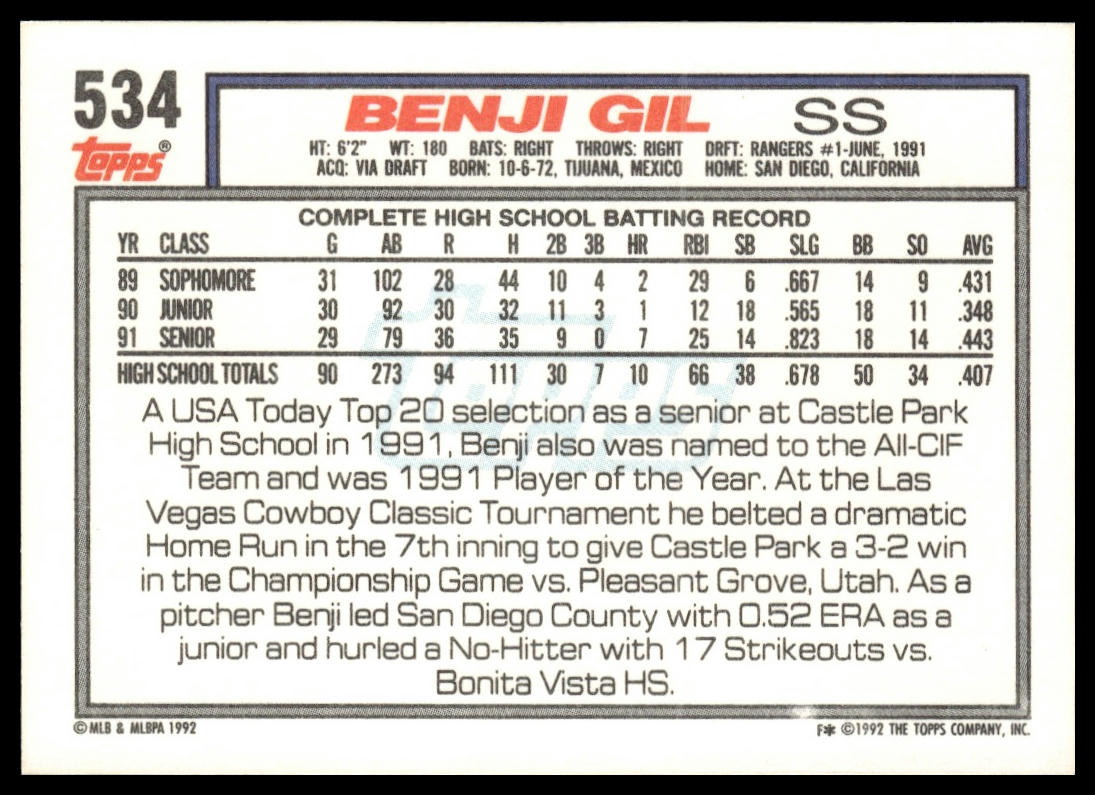 534
topps®
BENJI GIL SS
HT: 6'2" WT: 180 BATS: RIGHT THROWS: RIGHT DRFT: RANGERS #1-JUNE, 1991
ACQ: VIA DRAFT BORN: 10-6-72, TIJUANA, MEXICO HOME: SAN DIEGO, CALIFORNIA
COMPLETE HIGH SCHOOL BATTING RECORD
YR CLASS G AB R H 2B 3B HR RBI SB SLG BB SO AVG
89 SOPHOMORE 31 102 28 44 10 4 2 29 6 .667 14 9 .431
90 JUNIOR 30 92 30 32 11 3 1 12 18 .565 18 11 .348
91 SENIOR 29 79 36 35 9 0 7 25 14 .823 18 14 .443
HIGH SCHOOL TOTALS 90 273 94 111 30 7 10 66 38 .678 50 34 .407
topps
A USA Today Top 20 selection as a senior at Castle Park
High School in 1991, Benji also was named to the All-CIF
Team and was 1991 Player of the Year. At the Las
Vegas Cowboy Classic Tournament he belted a dramatic
Home Run in the 7th inning to give Castle Park a 3-2 win
in the Championship Game vs. Pleasant Grove, Utah. As a
pitcher Benji led San Diego County with 0.52 ERA as a
junior and hurled a No-Hitter with 17 Strikeouts vs.
Bonita Vista HS.
© MLB & MLBPA 1992
F* © 1992 THE TOPPS COMPANY, INC.